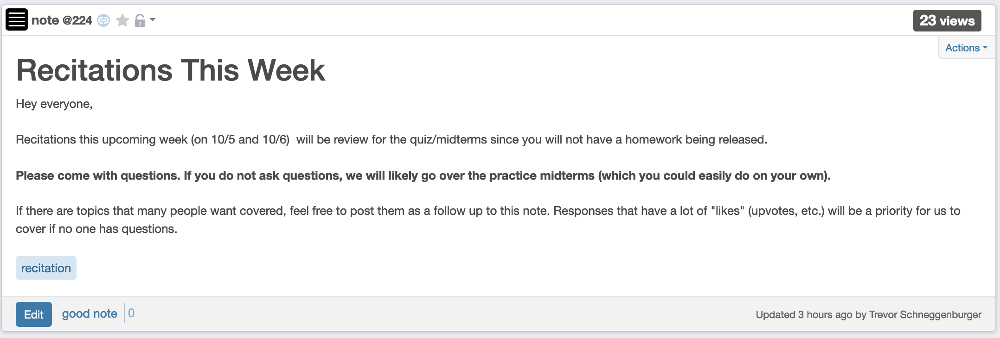 note @224
23 views
Actions
Recitations This Week
Hey everyone,
Recitations this upcoming week (on 10/5 and 10/6)  will be review for the quiz/midterms since you will not have a homework being released.
Please come with questions. If you do not ask questions, we will likely go over the practice midterms (which you could easily do on your own).
If there are topics that many people want covered, feel free to post them as a follow up to this note. Responses that have a lot of "likes" (upvotes, etc.) will be a priority for us to
cover if no one has questions.
recitation
Edit good note 0
Updated 3 hours ago by Trevor Schneggenburger